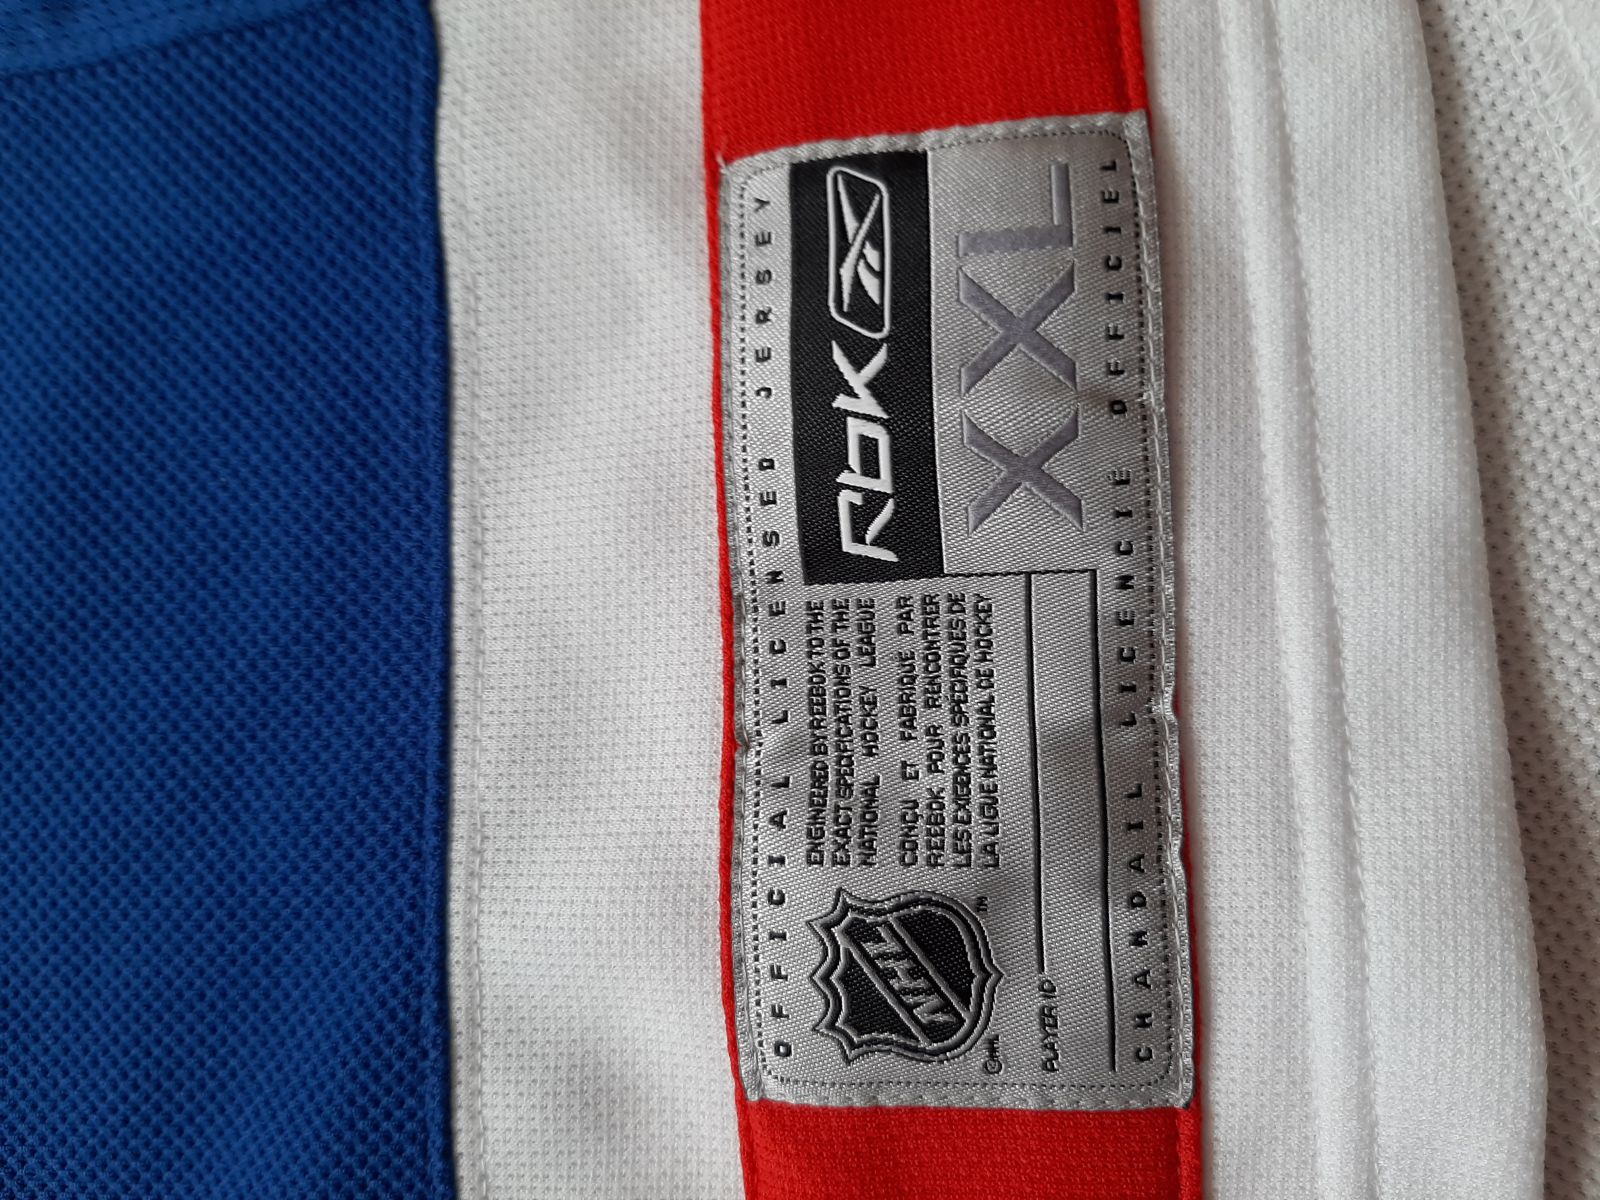 OFFICIAL LICENSED JERSEY
RBK
ENGINEERED BY REEBOK TO THE
EXACT SPECIFICATIONS OF THE
NATIONAL HOCKEY LEAGUE
CONÇU ET FABRIQUÉ PAR
REEBOK POUR RENCONTRER
LES EXIGENCES SPÉCIFIQUES DE
LA LIGUE NATIONAL DE HOCKEY
XXL
NHL
TM
©NHL
PLAYER ID
CHANDAIL LICENCIÉ OFFICIEL